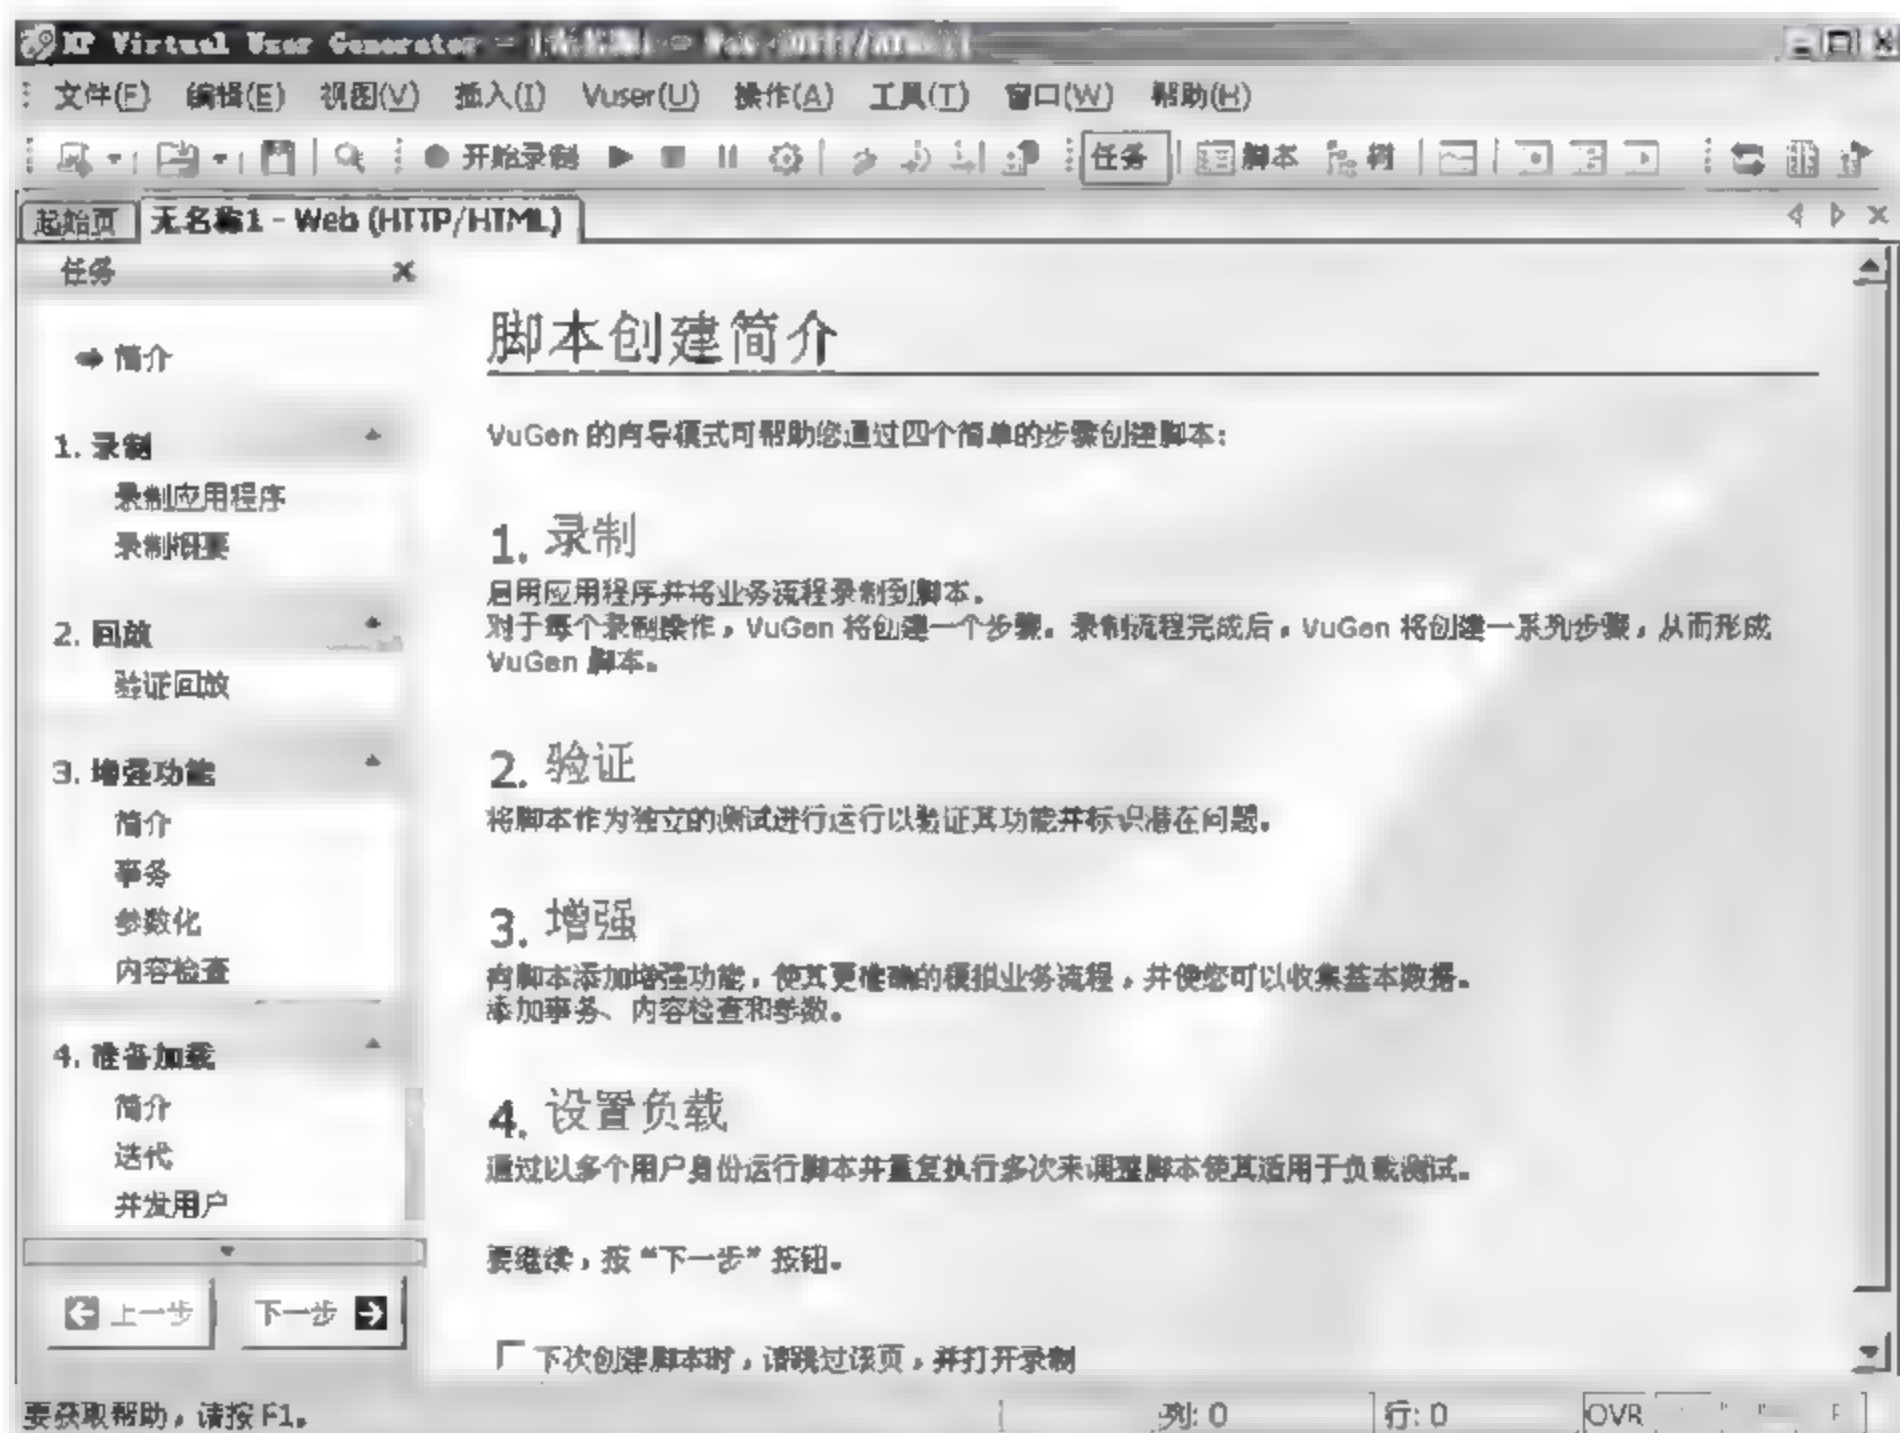 HP Virtual User Generator -
文件(F) 编辑(E) 视图(V) 插入(I) Vuser(U) 操作(A) 工具(T) 窗口(W) 帮助(H)
开始录制 任务 脚本 树
起始页 无名称1 - Web (HTTP/HTML)
任务
简介
1. 录制
录制应用程序
录制概要
2. 回放
验证回放
3. 增强功能
简介
事务
参数化
内容检查
4. 准备加载
简介
迭代
并发用户
上一步 下一步
脚本创建简介
VuGen 的向导模式可帮助您通过四个简单的步骤创建脚本：
1. 录制
启用应用程序并将业务流程录制到脚本。
对于每个录制操作，VuGen 将创建一个步骤。录制流程完成后，VuGen 将创建一系列步骤，从而形成
VuGen 脚本。
2. 验证
将脚本作为独立的测试进行运行以验证其功能并标识潜在问题。
3. 增强
向脚本添加增强功能，使其更准确的模拟业务流程，并使您可以收集基本数据。
添加事务、内容检查和参数。
4. 设置负载
通过以多个用户身份运行脚本并重复执行多次来调整脚本使其适用于负载测试。
要继续，按“下一步”按钮。
下次创建脚本时，请跳过该页，并打开录制
要获取帮助，请按 F1。 列: 0 行: 0 OVR